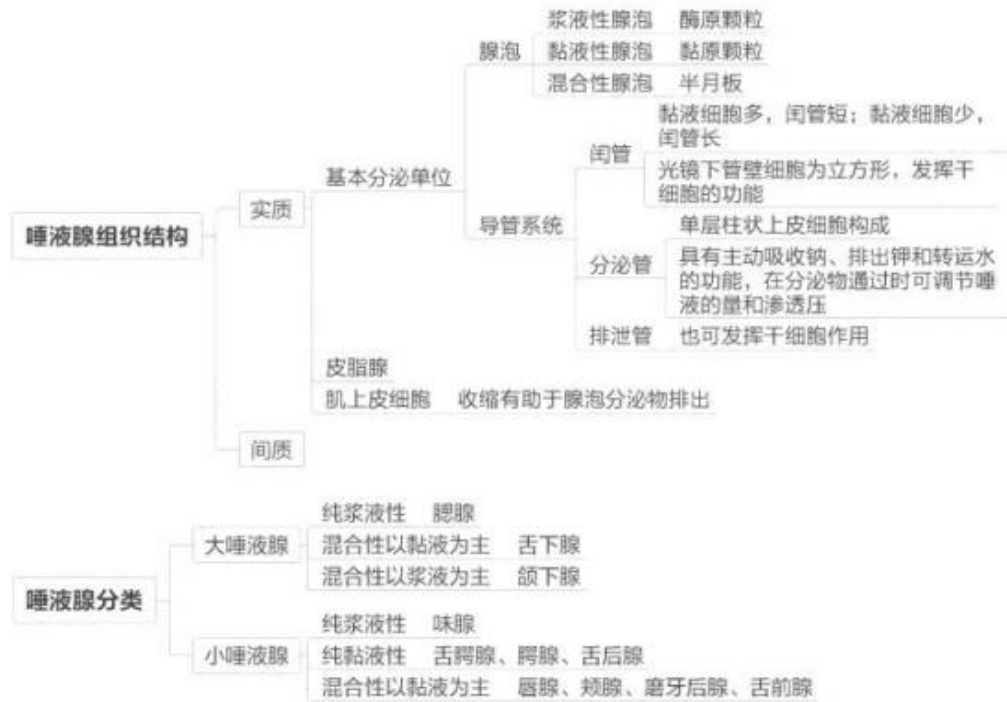 唾液腺组织结构
实质
基本分泌单位
腺泡
浆液性腺泡 酶原颗粒
黏液性腺泡 黏原颗粒
混合性腺泡 半月板
导管系统
闰管
黏液细胞多，闰管短；黏液细胞少，
闰管长
光镜下管壁细胞为立方形，发挥干
细胞的功能
分泌管
单层柱状上皮细胞构成
具有主动吸收钠、排出钾和转运水
的功能，在分泌物通过时可调节唾
液的量和渗透压
排泄管 也可发挥干细胞作用
皮脂腺
肌上皮细胞 收缩有助于腺泡分泌物排出
间质
唾液腺分类
大唾液腺
纯浆液性 腮腺
混合性以黏液为主 舌下腺
混合性以浆液为主 颌下腺
小唾液腺
纯浆液性 味腺
纯黏液性 舌腭腺、腭腺、舌后腺
混合性以黏液为主 唇腺、颊腺、磨牙后腺、舌前腺